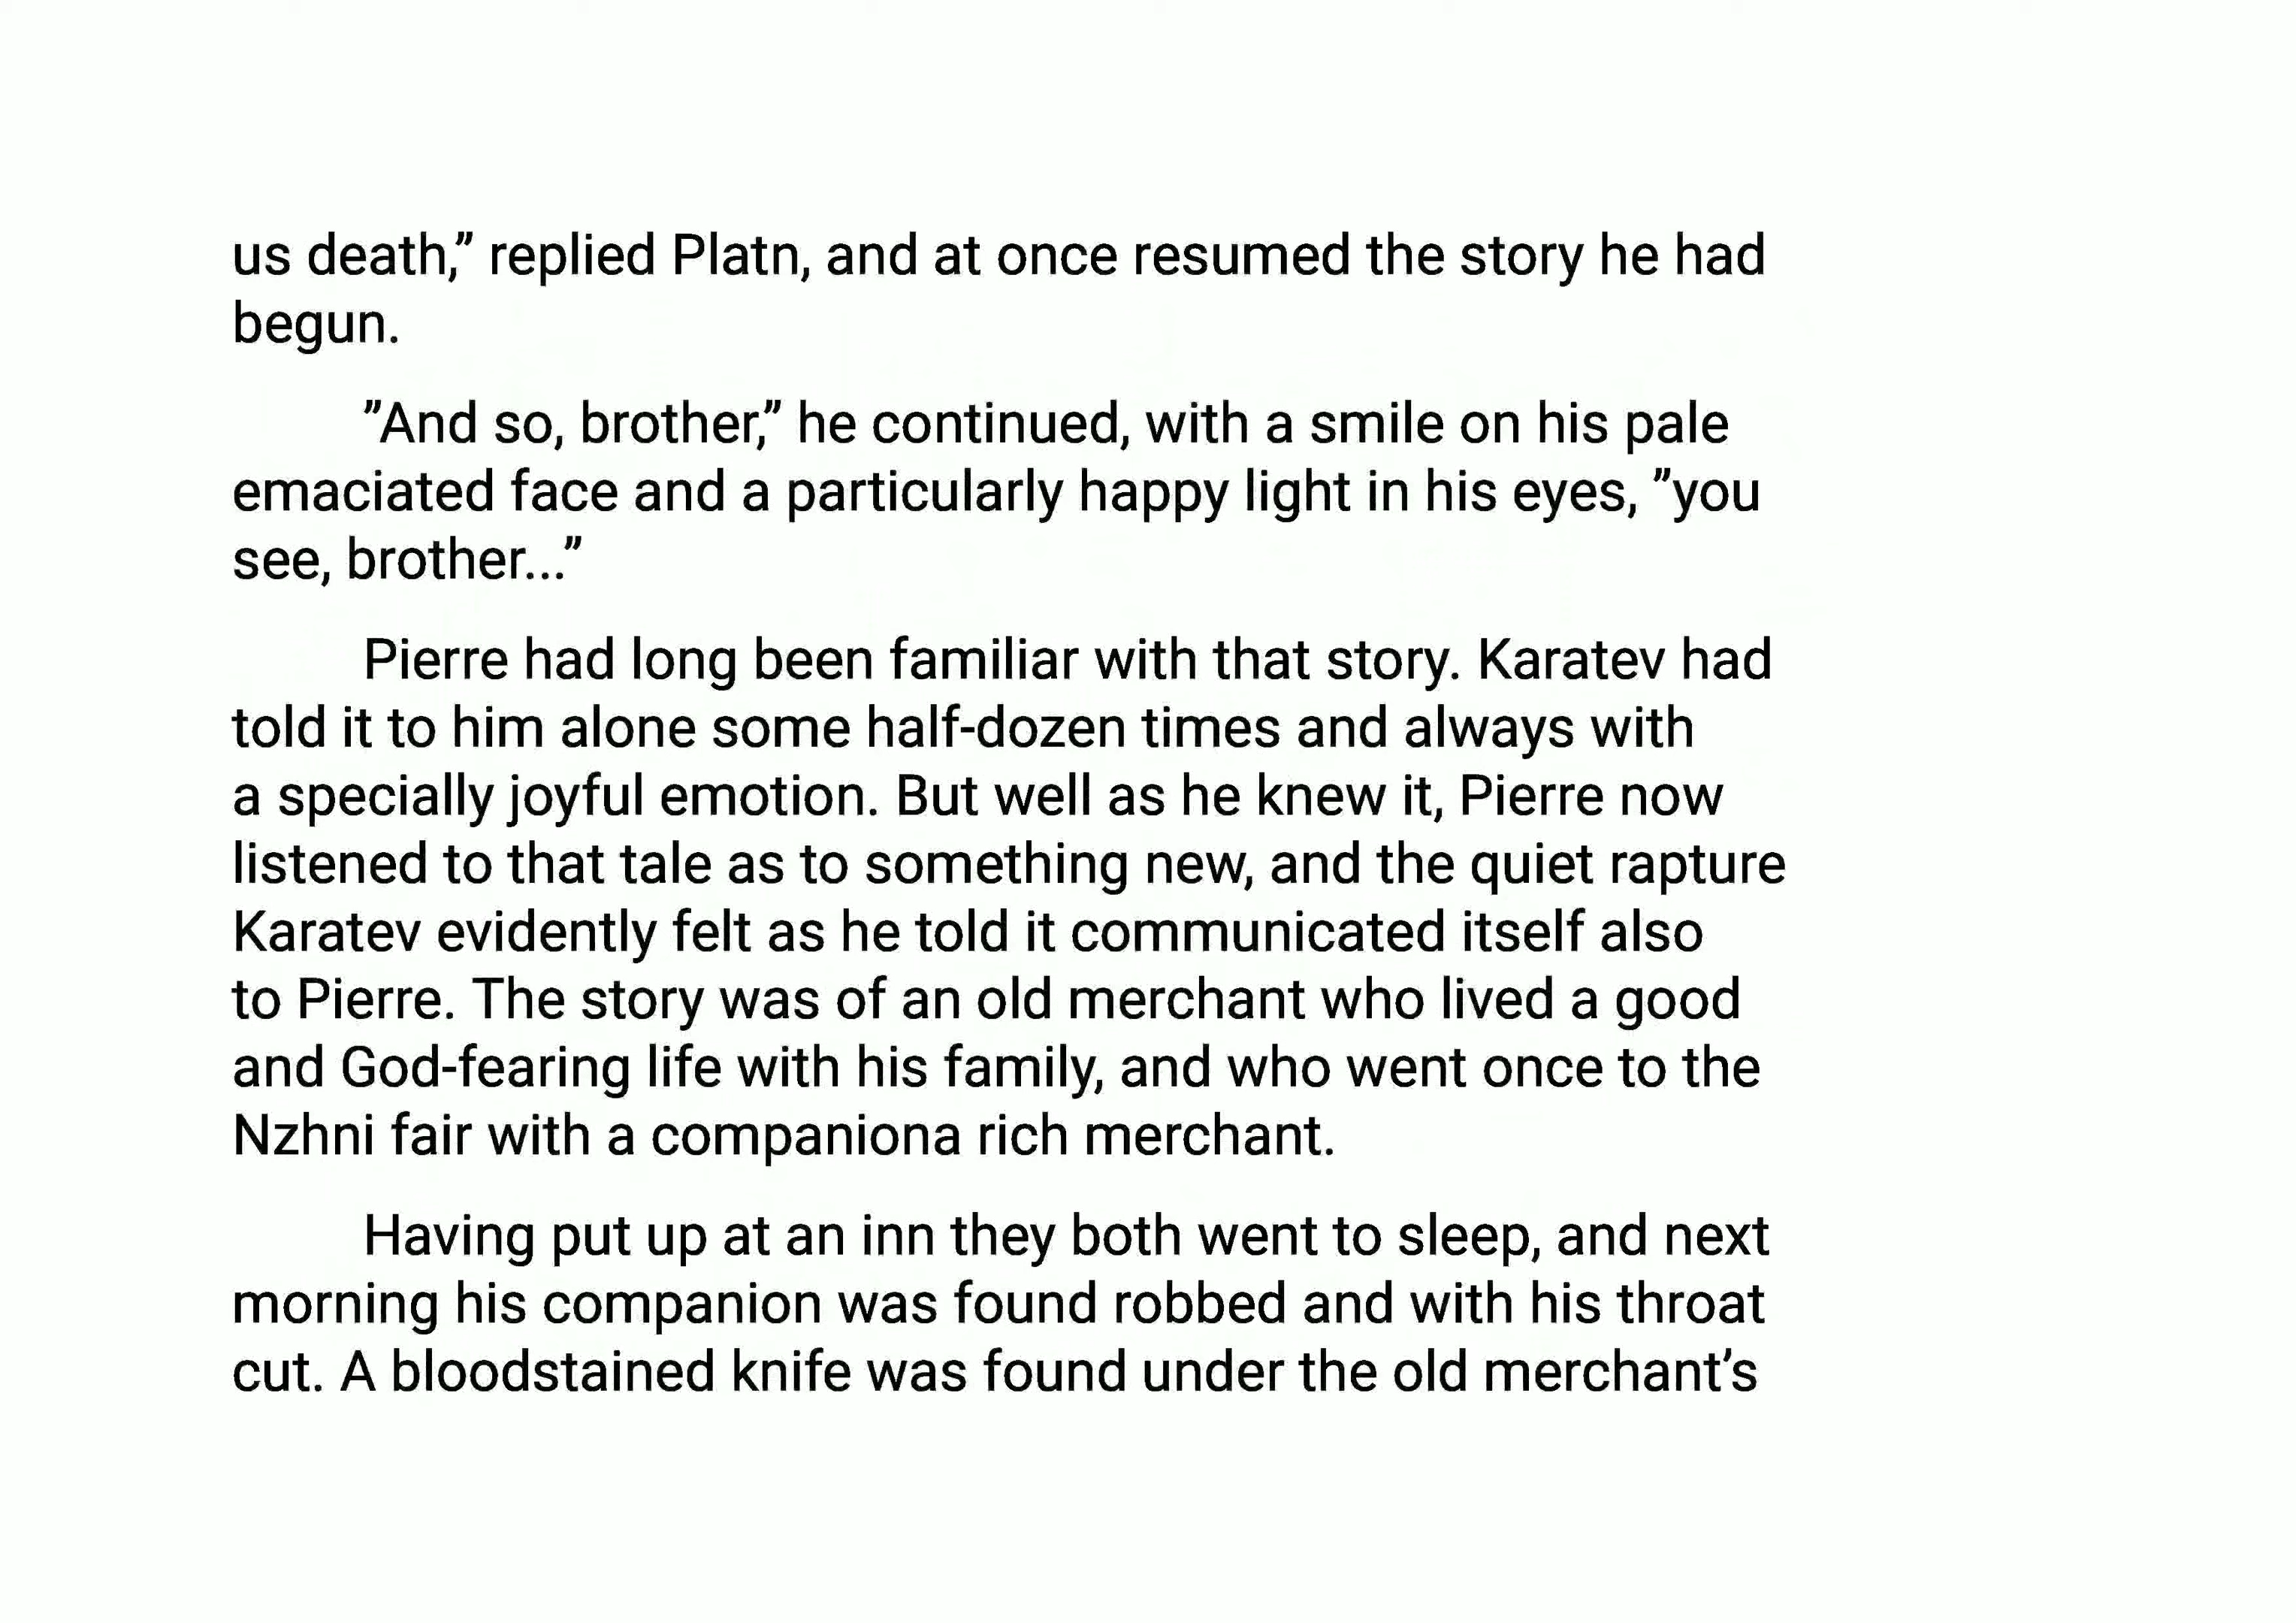 us death,” replied Platn, and at once resumed the story he had
begun.
”And so, brother,” he continued, with a smile on his pale
emaciated face and a particularly happy light in his eyes, ”you
see, brother...”
Pierre had long been familiar with that story. Karatev had
told it to him alone some half-dozen times and always with
a specially joyful emotion. But well as he knew it, Pierre now
listened to that tale as to something new, and the quiet rapture
Karatev evidently felt as he told it communicated itself also
to Pierre. The story was of an old merchant who lived a good
and God-fearing life with his family, and who went once to the
Nzhni fair with a companiona rich merchant.
Having put up at an inn they both went to sleep, and next
morning his companion was found robbed and with his throat
cut. A bloodstained knife was found under the old merchant’s